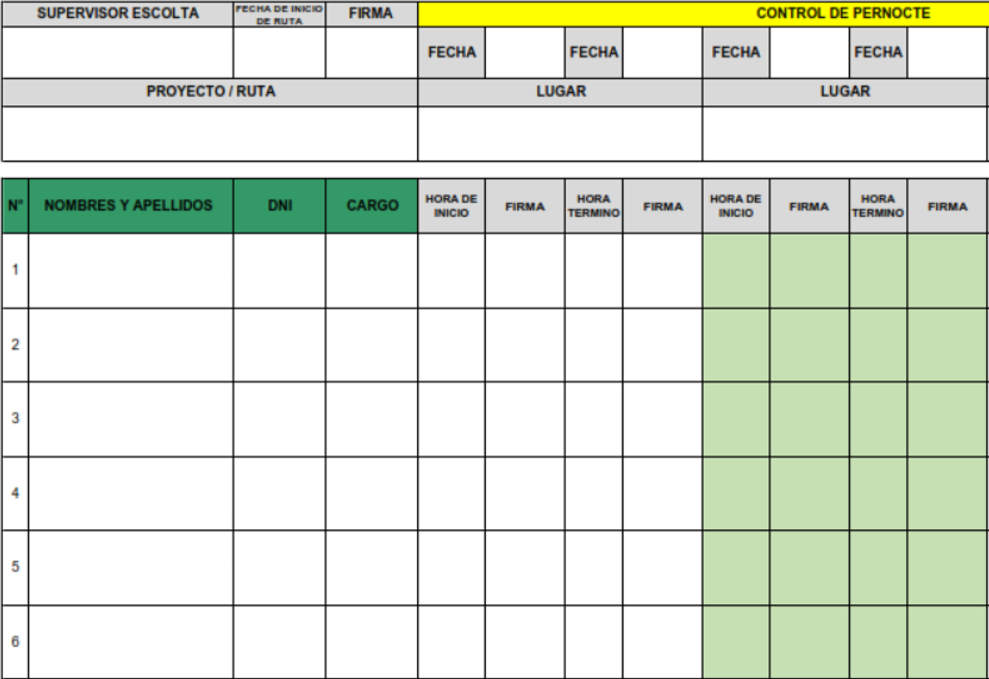 SUPERVISOR ESCOLTA FECHA DE INICIO DE RUTA FIRMA CONTROL DE PERNOCTE
FECHA FECHA FECHA FECHA
PROYECTO / RUTA LUGAR LUGAR
N° NOMBRES Y APELLIDOS DNI CARGO HORA DE INICIO FIRMA HORA TERMINO FIRMA HORA DE INICIO FIRMA HORA TERMINO FIRMA
1
2
3
4
5
6